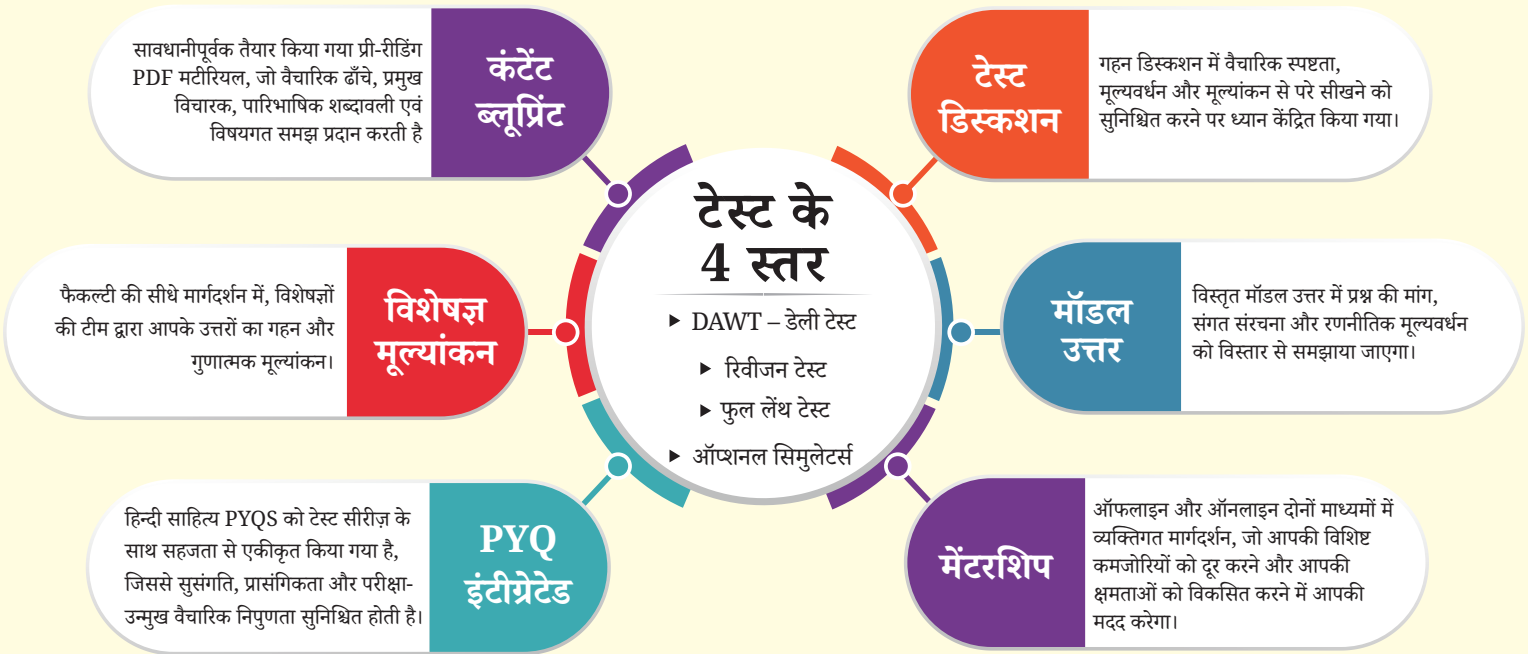 सावधानीपूर्वक तैयार किया गया प्री-रीडिंग
PDF मटीरियल, जो वैचारिक ढाँचे, प्रमुख
विचारक, पारिभाषिक शब्दावली एवं
विषयगत समझ प्रदान करती है
कंटेंट
ब्लूप्रिंट
फैकल्टी की सीधे मार्गदर्शन में, विशेषज्ञों
की टीम द्वारा आपके उत्तरों का गहन और
गुणात्मक मूल्यांकन।
विशेषज्ञ
मूल्यांकन
हिन्दी साहित्य PYQS को टेस्ट सीरीज़ के
साथ सहजता से एकीकृत किया गया है,
जिससे सुसंगति, प्रासंगिकता और परीक्षा-
उन्मुख वैचारिक निपुणता सुनिश्चित होती है।
PYQ
इंटीग्रेटेड
टेस्ट के
4 स्तर
▶ DAWT – डेली टेस्ट
▶ रिवीजन टेस्ट
▶ फुल लेंथ टेस्ट
▶ ऑप्शनल सिमुलेटर्स
टेस्ट
डिस्कशन
गहन डिस्कशन में वैचारिक स्पष्टता,
मूल्यवर्धन और मूल्यांकन से परे सीखने को
सुनिश्चित करने पर ध्यान केंद्रित किया गया।
मॉडल
उत्तर
विस्तृत मॉडल उत्तर में प्रश्न की मांग,
संगत संरचना और रणनीतिक मूल्यवर्धन
को विस्तार से समझाया जाएगा।
मेंटरशिप
ऑफलाइन और ऑनलाइन दोनों माध्यमों में
व्यक्तिगत मार्गदर्शन, जो आपकी विशिष्ट
कमजोरियों को दूर करने और आपकी
क्षमताओं को विकसित करने में आपकी
मदद करेगा।